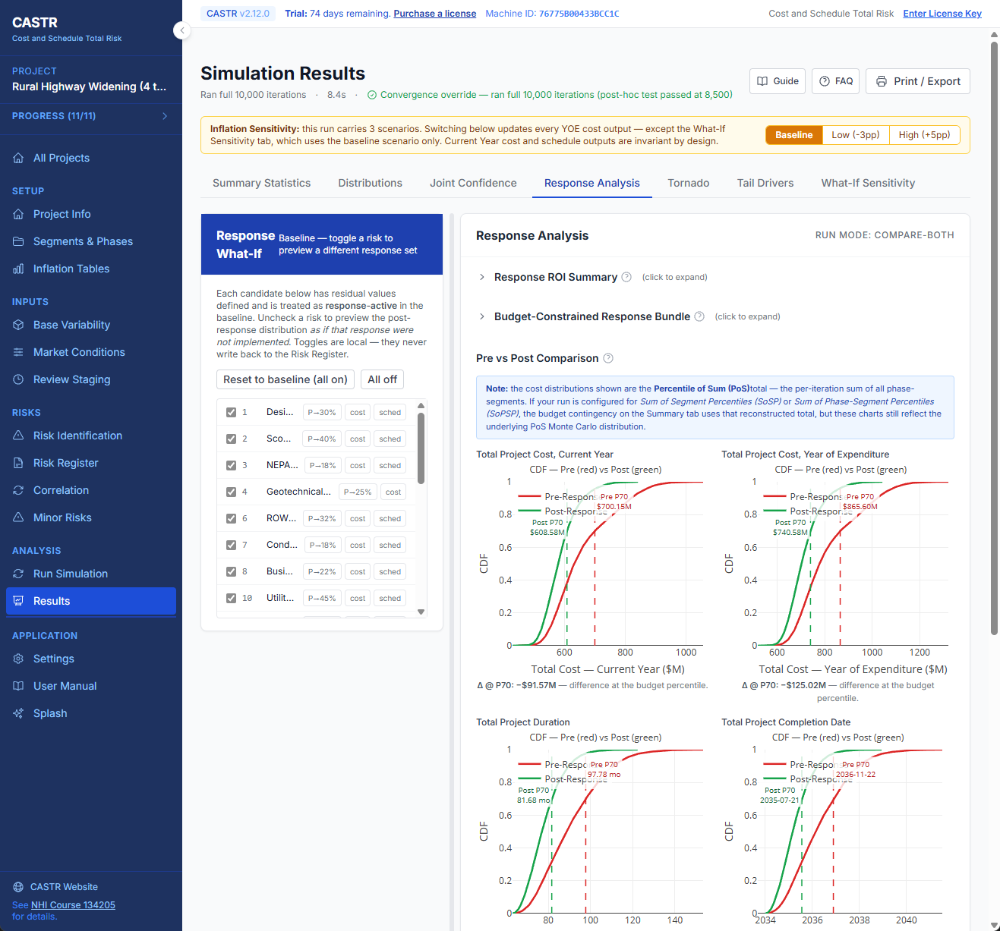 CASTR
Cost and Schedule Total Risk
PROJECT
Rural Highway Widening (4 t...
PROGRESS (11/11)
All Projects
SETUP
Project Info
Segments & Phases
Inflation Tables
INPUTS
Base Variability
Market Conditions
Review Staging
RISKS
Risk Identification
Risk Register
Correlation
Minor Risks
ANALYSIS
Run Simulation
Results
APPLICATION
Settings
User Manual
Splash
CASTR Website
See NHI Course 134205
for details.
CASTR v2.12.0 Trial: 74 days remaining. Purchase a license Machine ID: 76775B00433BCC1C Cost and Schedule Total Risk Enter License Key
Simulation Results
Ran full 10,000 iterations · 8.4s · Convergence override — ran full 10,000 iterations (post-hoc test passed at 8,500)
Guide FAQ Print / Export
Inflation Sensitivity: this run carries 3 scenarios. Switching below updates every YOE cost output — except the What-If
Sensitivity tab, which uses the baseline scenario only. Current Year cost and schedule outputs are invariant by design.
Baseline Low (-3pp) High (+5pp)
Summary Statistics Distributions Joint Confidence Response Analysis Tornado Tail Drivers What-If Sensitivity
Response What-If
Baseline — toggle a risk to
preview a different response set
Each candidate below has residual values
defined and is treated as response-active in the
baseline. Uncheck a risk to preview the post-
response distribution as if that response were
not implemented. Toggles are local — they never
write back to the Risk Register.
Reset to baseline (all on) All off
1 Desi... P→30% cost sched
2 Sco... P→40% cost sched
3 NEPA... P→18% cost sched
4 Geotechnical... P→25% cost
6 ROW... P→32% cost sched
7 Cond... P→18% cost sched
8 Busi... P→22% cost sched
10 Utilit... P→45% cost sched
Response Analysis RUN MODE: COMPARE-BOTH
Response ROI Summary ? (click to expand)
Budget-Constrained Response Bundle ? (click to expand)
Pre vs Post Comparison ?
Note: the cost distributions shown are the Percentile of Sum (PoS)total — the per-iteration sum of all phase-
segments. If your run is configured for Sum of Segment Percentiles (SoSP) or Sum of Phase-Segment Percentiles
(SoPSP), the budget contingency on the Summary tab uses that reconstructed total, but these charts still reflect the
underlying PoS Monte Carlo distribution.
Total Project Cost, Current Year
CDF — Pre (red) vs Post (green)
Pre-Respons
Post-Response
Pre P70
$700.15M
Post P70
$608.58M
CDF
1
0.8
0.6
0.4
0.2
0
600 800 1000
Total Cost — Current Year ($M)
Δ @ P70: −$91.57M — difference at the budget percentile.
Total Project Cost, Year of Expenditure
CDF — Pre (red) vs Post (green)
Pre-Respons
Post-Response
Pre P70
$865.60M
Post P70
$740.58M
CDF
1
0.8
0.6
0.4
0.2
0
600 800 1000 1200
Total Cost — Year of Expenditure ($M)
Δ @ P70: −$125.02M — difference at the budget
percentile.
Total Project Duration
CDF — Pre (red) vs Post (green)
Pre-Respo
Post-Response
Pre P70
97.78 mo
Post P70
81.68 mo
CDF
1
0.8
0.6
0.4
0.2
0
80 100 120 140
Total Project Completion Date
CDF — Pre (red) vs Post (green)
Pre-Respon
Post-Response
Pre P70
2036-11-22
Post P70
2035-07-21
CDF
1
0.8
0.6
0.4
0.2
0
2034 2036 2038 2040